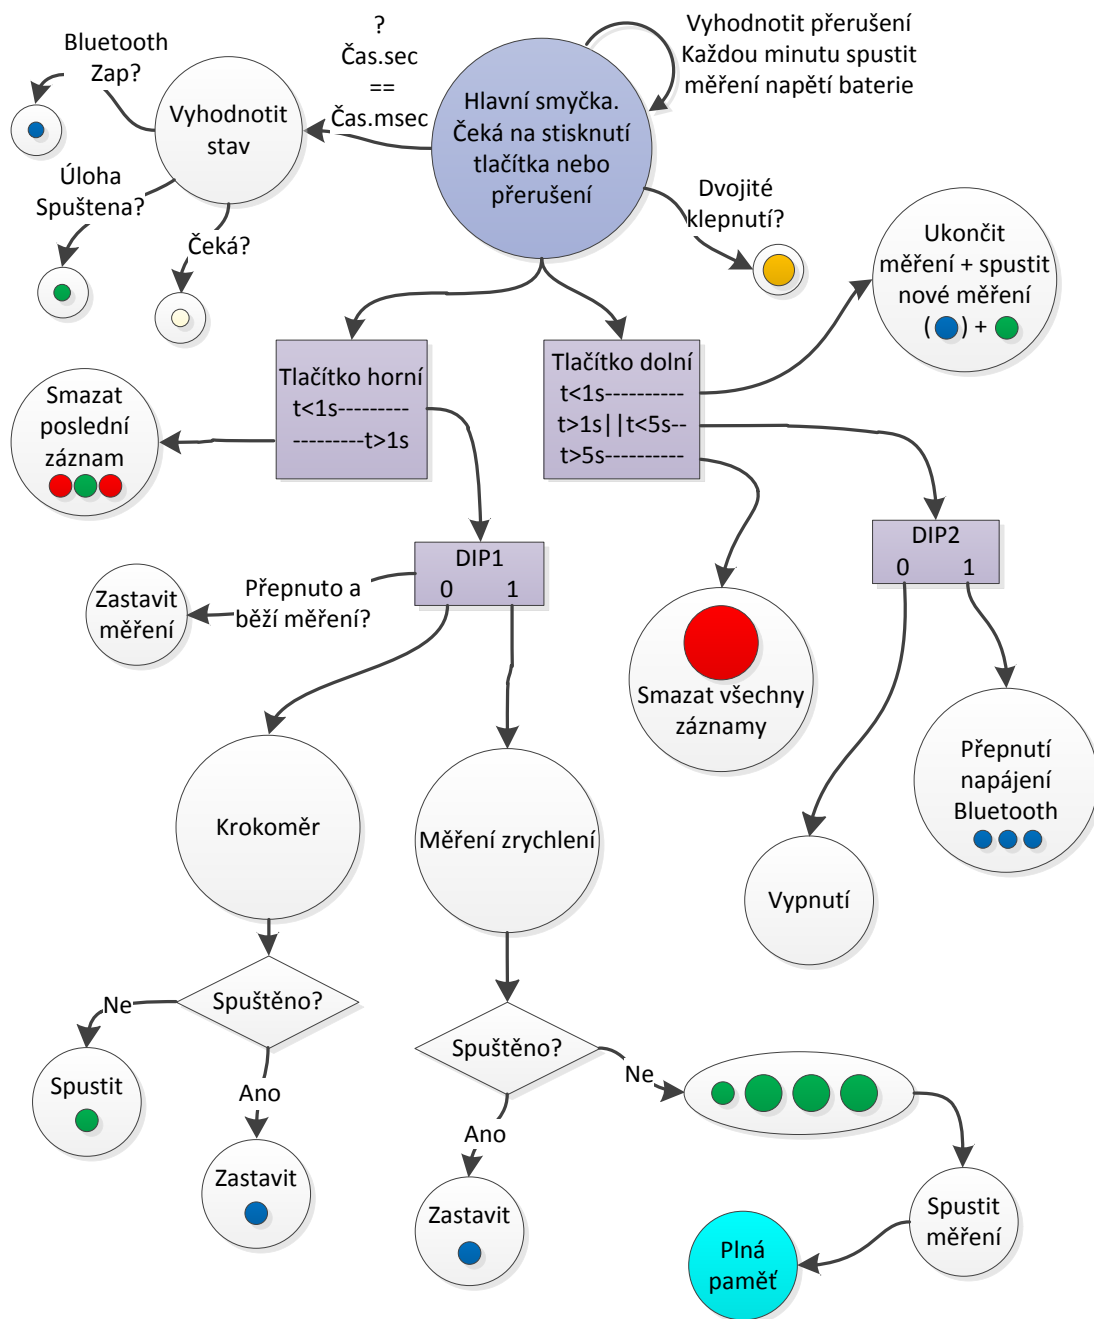 Bluetooth
Zap?
?
Čas.sec
==
Čas.msec
Vyhodnotit přerušení
Každou minutu spustit
měření napětí baterie
Hlavní smyčka.
Čeká na stisknutí
tlačítka nebo
přerušení
Vyhodnotit
stav
Úloha
Spuštena?
Čeká?
Dvojité
klepnutí?
Ukončit
měření + spustit
nové měření
( ) +
Tlačítko horní
t<1s---------
---------t>1s
Tlačítko dolní
t<1s----------
t>1s||t<5s--
t>5s----------
Smazat
poslední
záznam
DIP1
0 1
DIP2
0 1
Přepnuto a
běží měření?
Zastavit
měření
Smazat všechny
záznamy
Přepnutí
napájení
Bluetooth
Krokoměr
Měření zrychlení
Vypnutí
Spuštěno?
Ne
Spustit
Ano
Zastavit
Spuštěno?
Ne
Ano
Zastavit
Spustit
měření
Plná
paměť